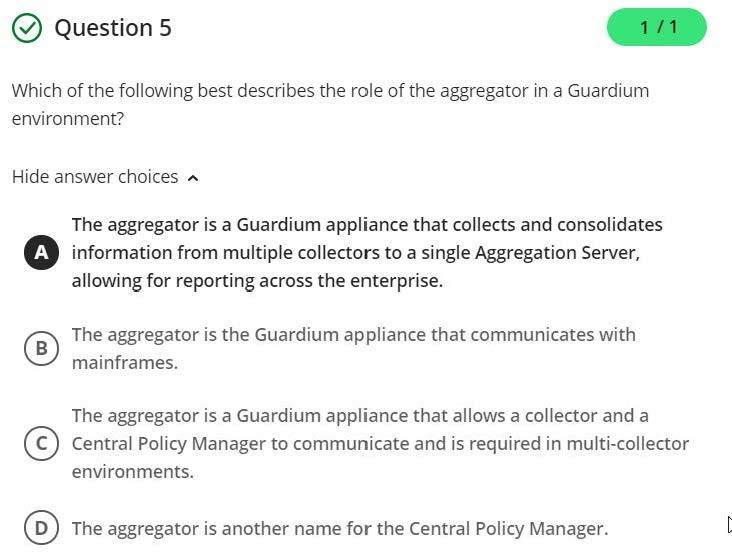 Question 5
1 / 1
Which of the following best describes the role of the aggregator in a Guardium
environment?
Hide answer choices
The aggregator is a Guardium appliance that collects and consolidates
A information from multiple collectors to a single Aggregation Server,
allowing for reporting across the enterprise.
The aggregator is the Guardium appliance that communicates with
B
mainframes.
The aggregator is a Guardium appliance that allows a collector and a
C Central Policy Manager to communicate and is required in multi-collector
environments.
D The aggregator is another name for the Central Policy Manager.